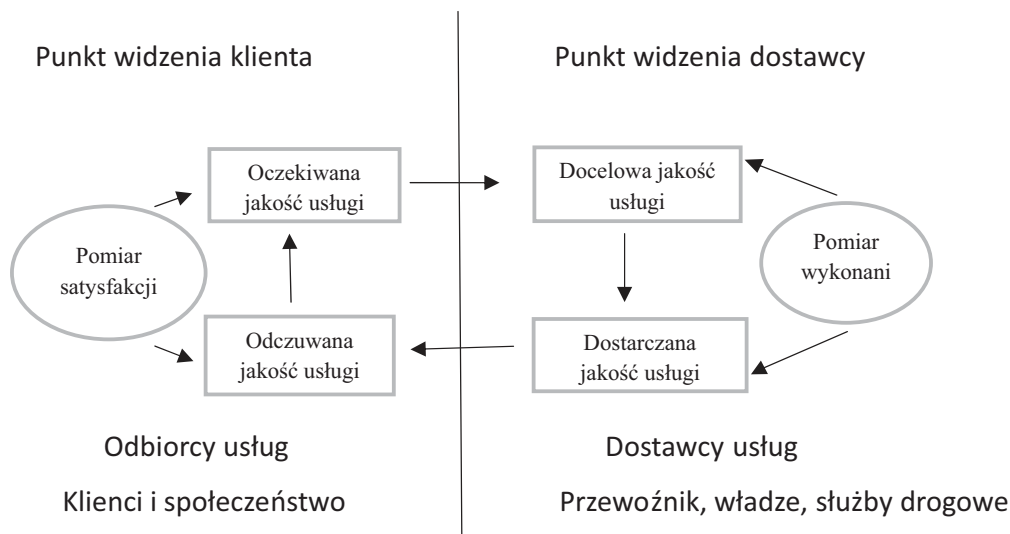 Punkt widzenia klienta
Punkt widzenia dostawcy
Oczekiwana
jakość usługi
Docelowa jakość
usługi
Pomiar
satysfakcji
Pomiar
wykonani
Odczuwana
jakość usługi
Dostarczana
jakość usługi
Odbiorcy usług
Dostawcy usług
Klienci i społeczeństwo
Przewoźnik, władze, służby drogowe